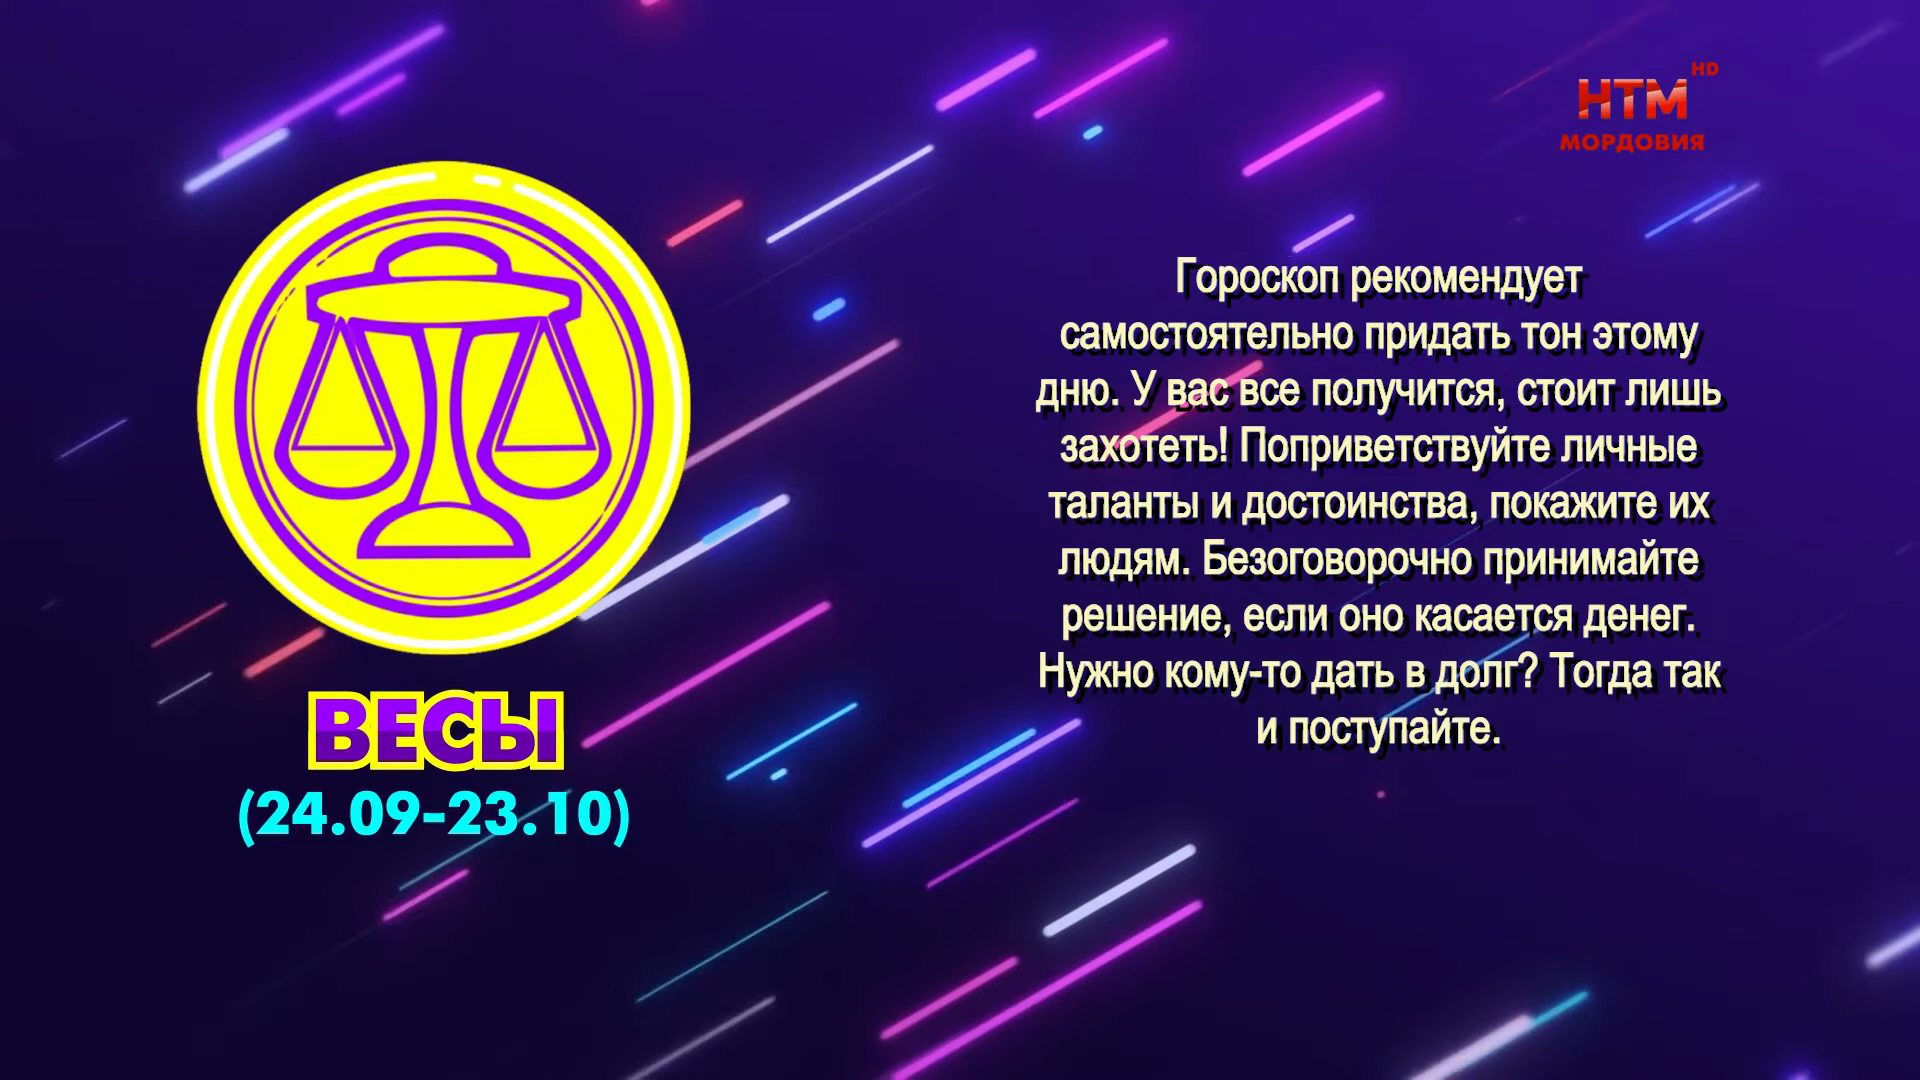 HD
НТМ
МОРДОВИЯ
Гороскоп рекомендует
самостоятельно придать тон этому
дню. У вас все получится, стоит лишь
захотеть! Поприветствуйте личные
таланты и достоинства, покажите их
людям. Безоговорочно принимайте
решение, если оно касается денег.
Нужно кому-то дать в долг? Тогда так
и поступайте.
ВЕСЫ
(24.09-23.10)